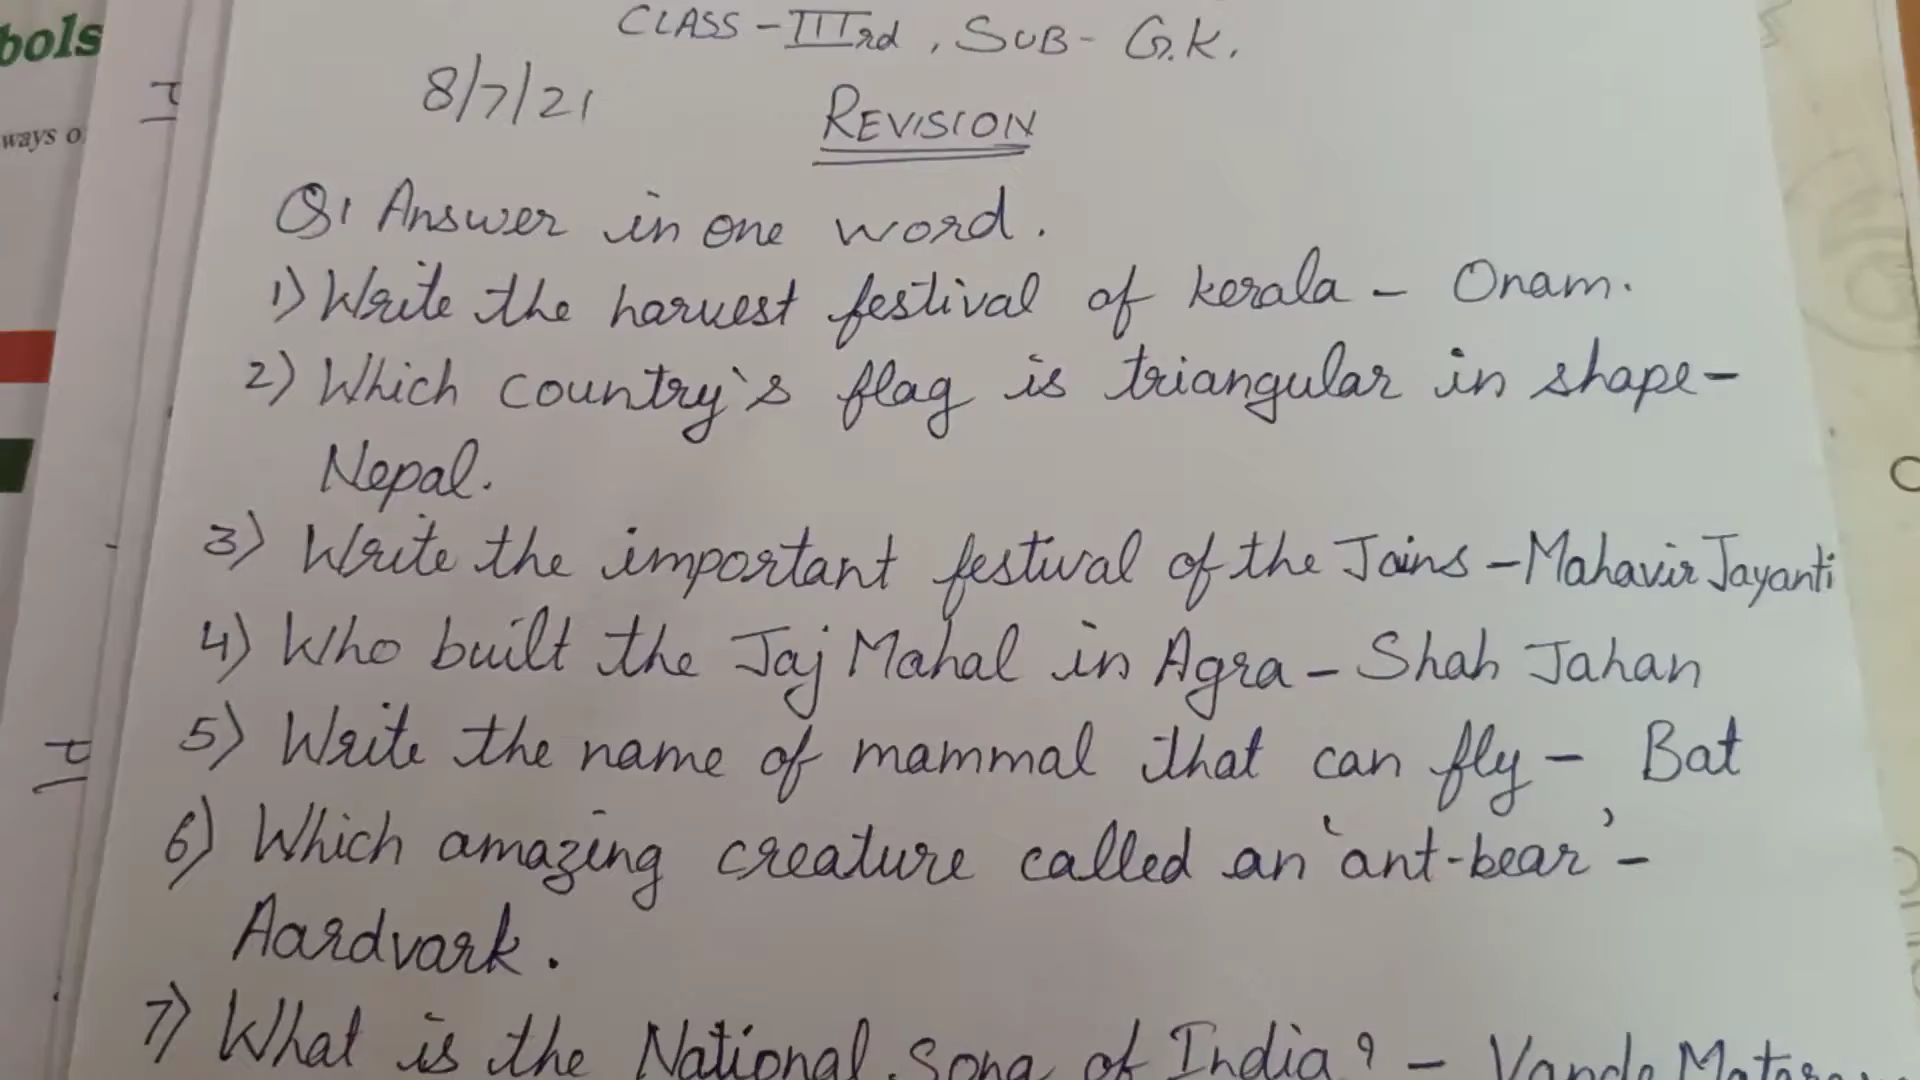 bols
ways o
CLASS - IIIrd, SUB- G.K.
8/7/21
REVISION
Q1 Answer in one word.
1) Write the harvest festival of kerala - Onam.
2) Which country's flag is triangular in shape-
Nepal.
3) Write the important festival of the Jains - Mahavir Jayanti
4) Who built the Taj Mahal in Agra - Shah Jahan
5) Write the name of mammal that can fly - Bat
6) Which amazing creature called an 'ant-bear' -
Aardvark.
7) What is the National Song of India? - Vande Matara